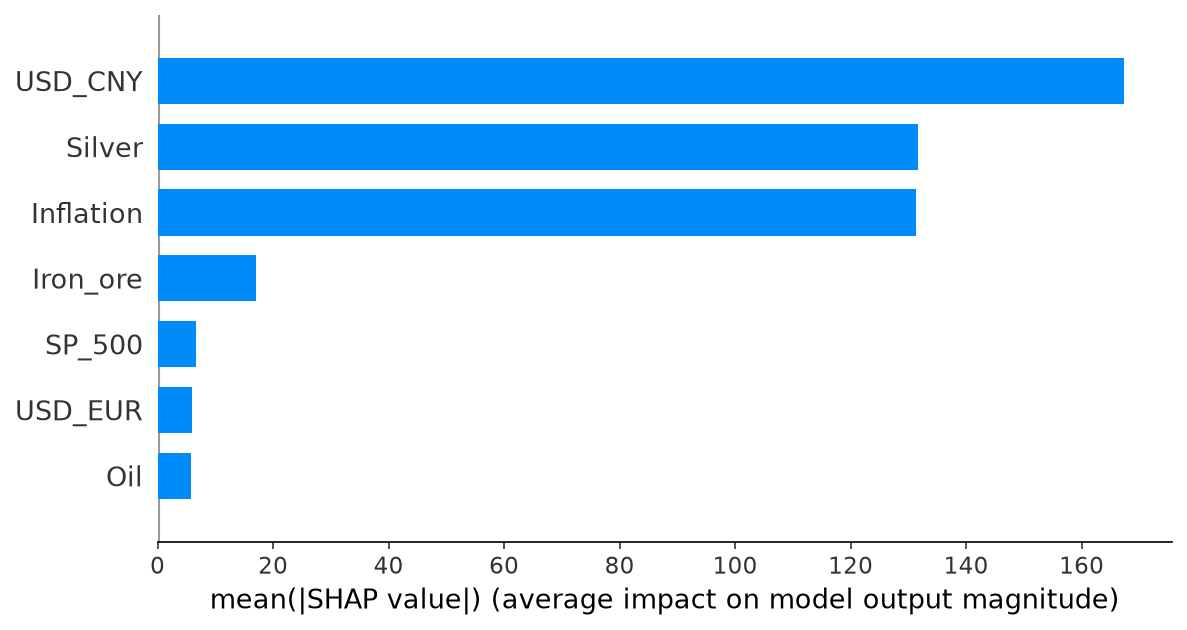 USD_CNY
Silver
Inflation
Iron_ore
SP_500
USD_EUR
Oil
0 20 40 60 80 100 120 140 160
mean(|SHAP value|) (average impact on model output magnitude)